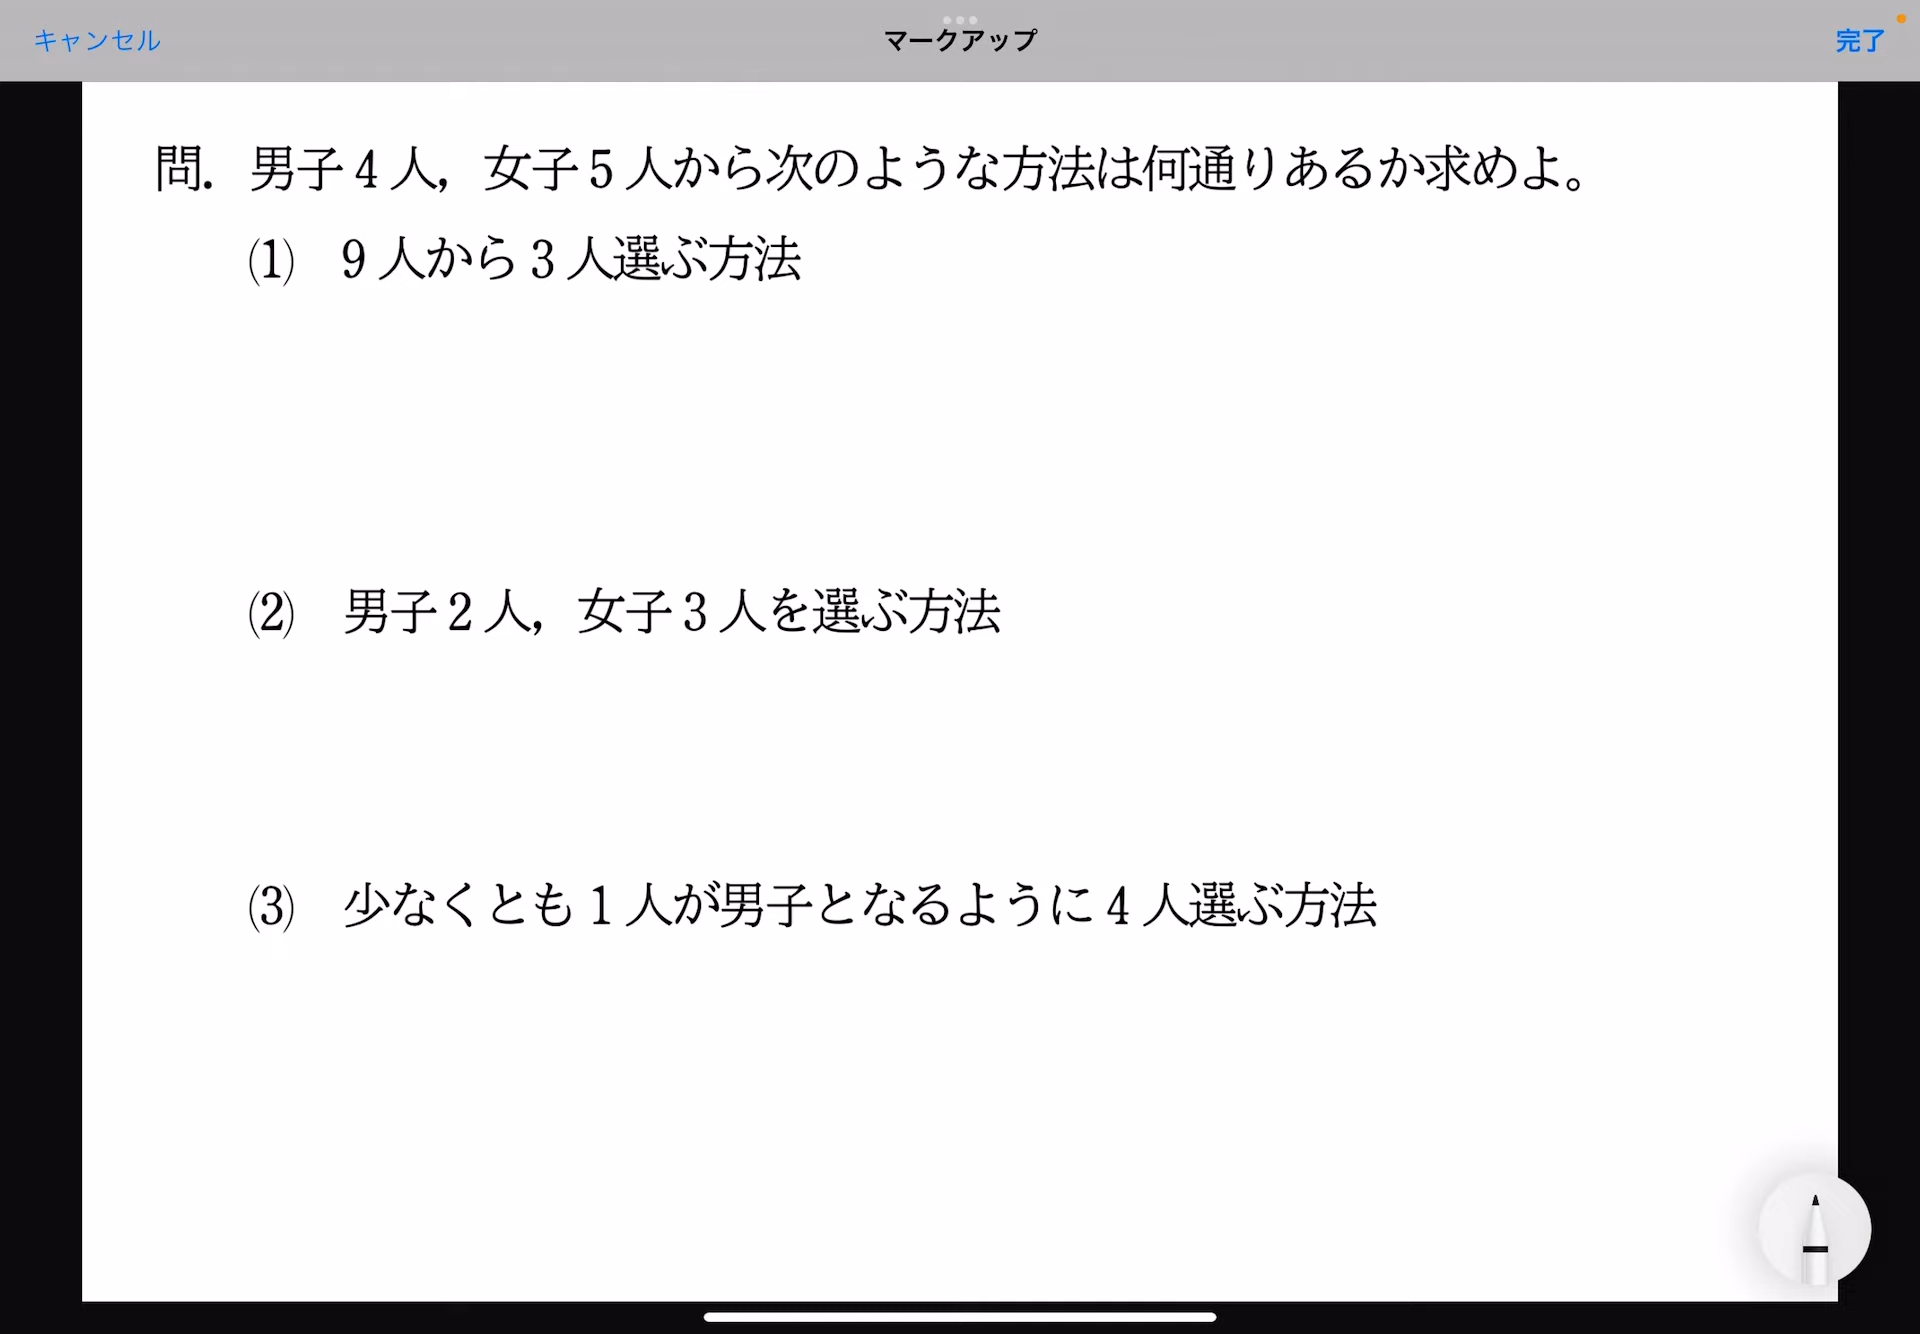 キャンセル マークアップ 完了
問．男子4人，女子5人から次のような方法は何通りあるか求めよ。
(1) 9人から3人選ぶ方法
(2) 男子2人，女子3人を選ぶ方法
(3) 少なくとも1人が男子となるように4人選ぶ方法